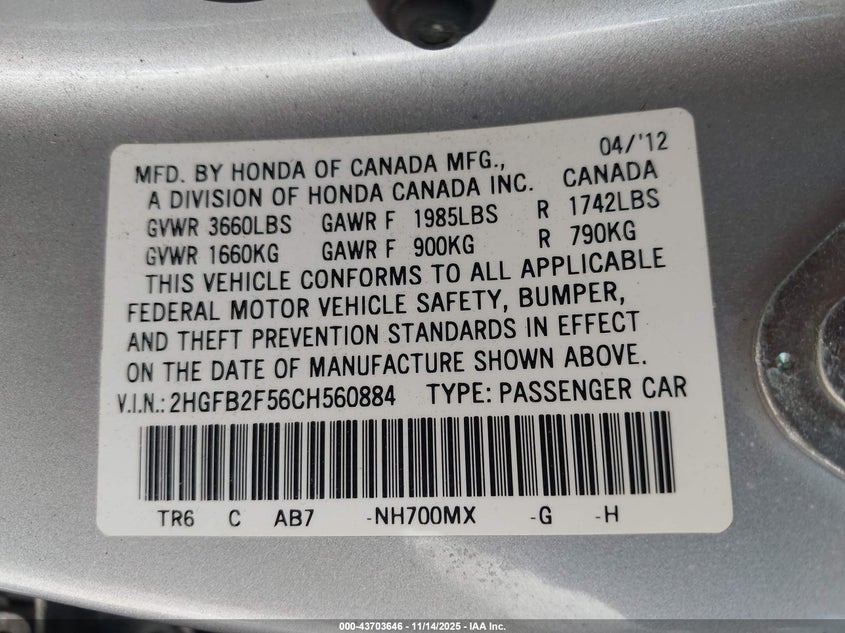 04/'12
MFD. BY HONDA OF CANADA MFG.,
A DIVISION OF HONDA CANADA INC. CANADA
GVWR 3660LBS GAWR F 1985LBS R 1742LBS
GVWR 1660KG GAWR F 900KG R 790KG
THIS VEHICLE CONFORMS TO ALL APPLICABLE
FEDERAL MOTOR VEHICLE SAFETY, BUMPER,
AND THEFT PREVENTION STANDARDS IN EFFECT
ON THE DATE OF MANUFACTURE SHOWN ABOVE.
V.I.N.: 2HGFB2F56CH560884 TYPE: PASSENGER CAR
TR6 C AB7 -NH700MX -G -H
000-43703646 - 11/14/2025 - IAA Inc.